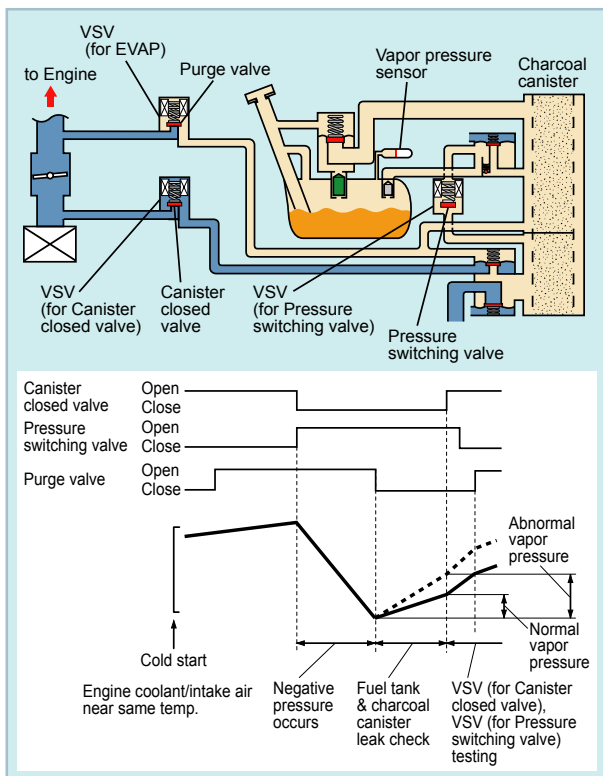 VSV
(for EVAP)
to Engine
Purge valve
Vapor pressure
sensor
Charcoal
canister
VSV
(for Canister
closed valve)
Canister
closed
valve
VSV
(for Pressure
switching valve)
Pressure
switching valve
Canister
closed valve
Open
Close
Pressure
switching valve
Open
Close
Purge valve
Open
Close
Abnormal
vapor
pressure
Normal
vapor
pressure
Cold start
Engine coolant/intake air
near same temp.
Negative
pressure
occurs
Fuel tank
& charcoal
canister
leak check
VSV (for Canister
closed valve),
VSV (for Pressure
switching valve)
testing